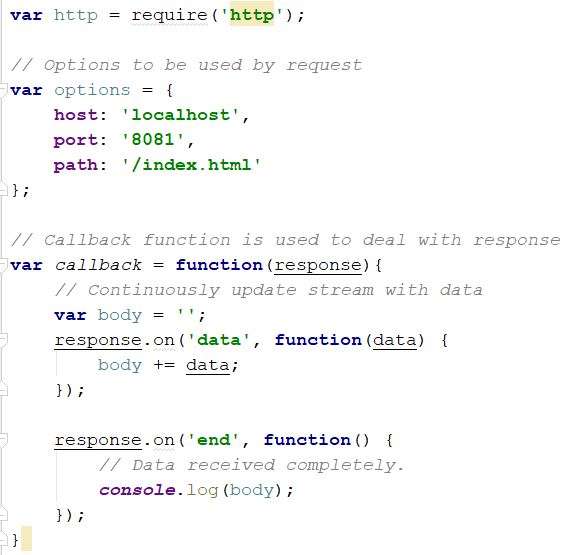 var http = require('http');
// Options to be used by request
var options = {
    host: 'localhost',
    port: '8081',
    path: '/index.html'
};
// Callback function is used to deal with response
var callback = function(response){
    // Continuously update stream with data
    var body = '';
    response.on('data', function(data) {
        body += data;
    });
    response.on('end', function() {
        // Data received completely.
        console.log(body);
    });
}